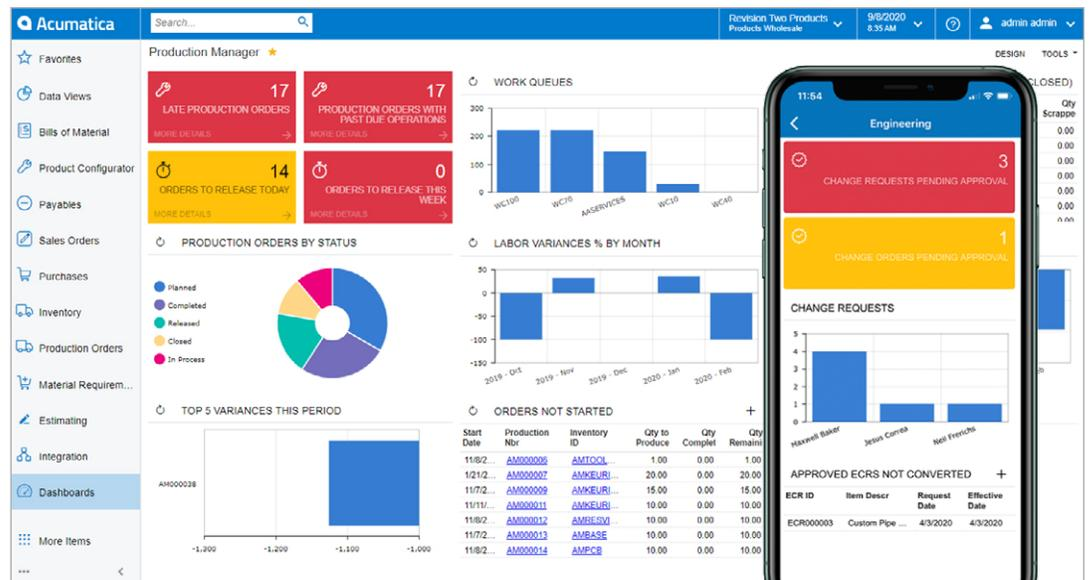 Acumatica
Search...
Revision Two Products
Products Wholesale
9/8/2020
8:35 AM
admin admin
Favorites
Data Views
Bills of Material
Product Configurator
Payables
Sales Orders
Purchases
Inventory
Production Orders
Material Requirem...
Estimating
Integration
Dashboards
More Items
...
Production Manager
DESIGN
TOOLS
17
LATE PRODUCTION ORDERS
MORE DETAILS
17
PRODUCTION ORDERS WITH
PAST DUE OPERATIONS
MORE DETAILS
14
ORDERS TO RELEASE TODAY
MORE DETAILS
0
ORDERS TO RELEASE THIS
WEEK
MORE DETAILS
WORK QUEUES
300
200
100
0
WC100
WC70
AASERVICES
WC10
WC40
PRODUCTION ORDERS BY STATUS
Planned
Completed
Released
Closed
In Process
LABOR VARIANCES % BY MONTH
50
0
-50
-100
-150
2019 - Oct
2019 - Nov
2019 - Dec
2020 - Jan
2020 - Feb
TOP 5 VARIANCES THIS PERIOD
AM000038
-1,300
-1,200
-1,100
-1,000
ORDERS NOT STARTED
+
Start Date Production Nbr Inventory ID Qty to Produce Qty Complet Qty Remaini
11/8/2... AM000006 AMTOOL... 1.00 0.00 1.00
1/21/2... AM000007 AMKEURI... 20.00 0.00 20.00
11/7/2... AM000009 AMKEURI... 15.00 0.00 15.00
11/11/... AM000011 AMKEURI... 10.00 0.00 10.00
11/8/2... AM000012 AMRESVI... 10.00 0.00 10.00
11/7/2... AM000013 AMBASE 10.00 0.00 10.00
11/8/2... AM000014 AMPCB 10.00 0.00 10.00
CLOSED)
Qty
Scrappe
0.00
0.00
0.00
0.00
0.00
0.00
0.00
11:54
Engineering
3
CHANGE REQUESTS PENDING APPROVAL
1
CHANGE ORDERS PENDING APPROVAL
CHANGE REQUESTS
5
4
3
2
1
0
Maxwell Baker
Jesus Correa
Neil Frerichs
APPROVED ECRS NOT CONVERTED
+
ECR ID Item Descr Request Date Effective Date
ECR000003 Custom Pipe ... 4/3/2020 4/3/2020